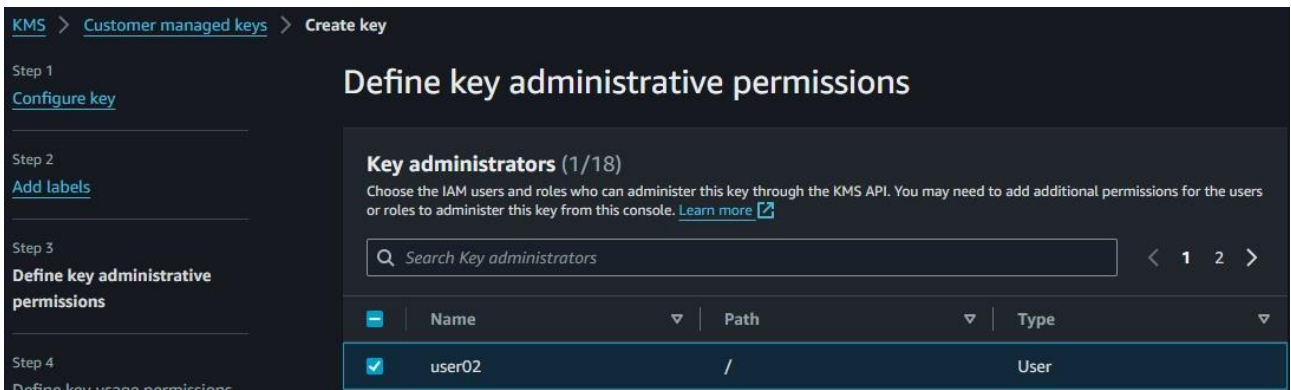 KMS > Customer managed keys > Create key
Step 1
Configure key
Step 2
Add labels
Step 3
Define key administrative
permissions
Step 4
Define key usage permissions
Define key administrative permissions
Key administrators (1/18)
Choose the IAM users and roles who can administer this key through the KMS API. You may need to add additional permissions for the users
or roles to administer this key from this console. Learn more
Search Key administrators
< 1 2 >
Name Path Type
user02 / User